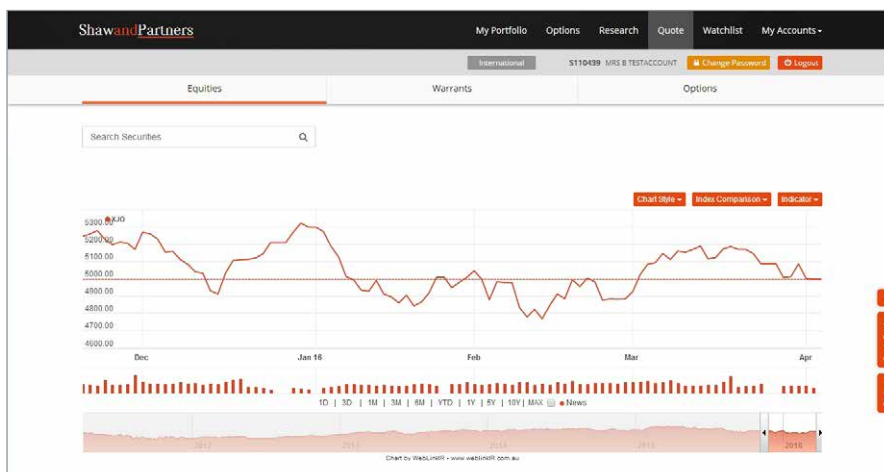 ShawandPartners My Portfolio Options Research Quote Watchlist My Accounts
International S110439 MRS B TESTACCOUNT Change Password Logout
Equities Warrants Options
Search Securities
Chart Style Index Comparison Indicator
XJO
5300.00
5200.00
5100.00
5000.00
4900.00
4800.00
4700.00
4600.00
Dec Jan 16 Feb Mar Apr
1D | 3D | 1M | 3M | 6M | YTD | 1Y | 5Y | 10Y | MAX News
2012 2013 2014 2015 2016
Chart by WebLinkIR - www.weblinkir.com.au